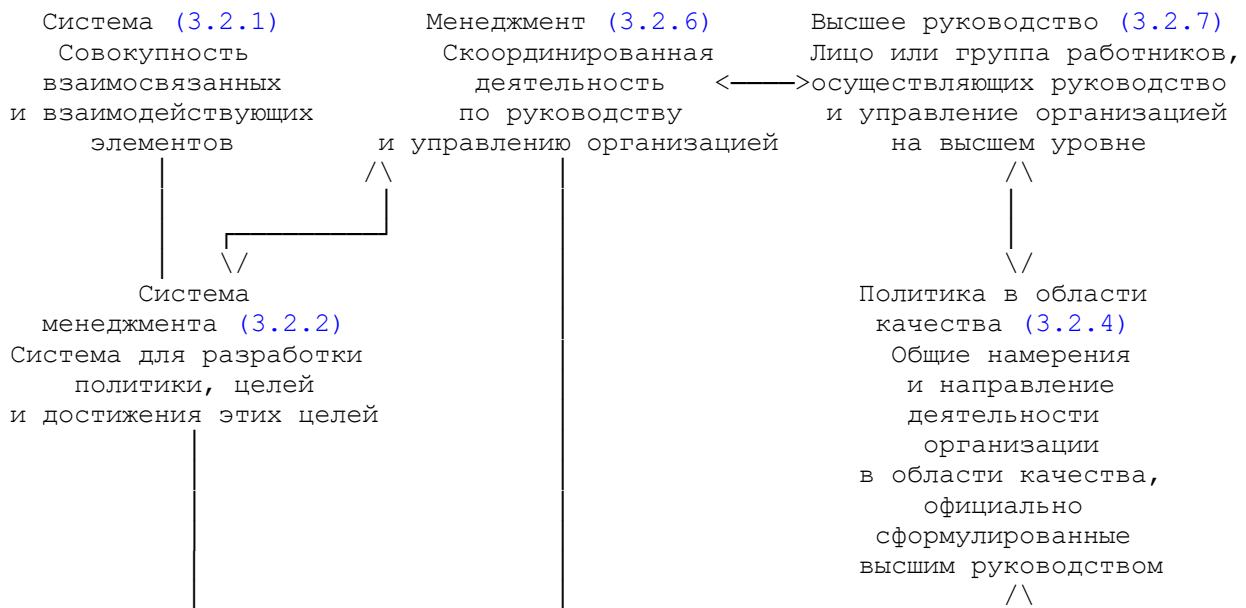 Система (3.2.1) Менеджмент (3.2.6) Высшее руководство (3.2.7)
Совокупность Скоординированная Лицо или группа работников,
взаимосвязанных деятельность <────>осуществляющих руководство
и взаимодействующих по руководству и управление организацией
элементов и управлению организацией на высшем уровне
Система Политика в области
менеджмента (3.2.2) качества (3.2.4)
Система для разработки Общие намерения
политики, целей и направление
и достижения этих целей деятельности
организации
в области качества,
официально
сформулированные
высшим руководством